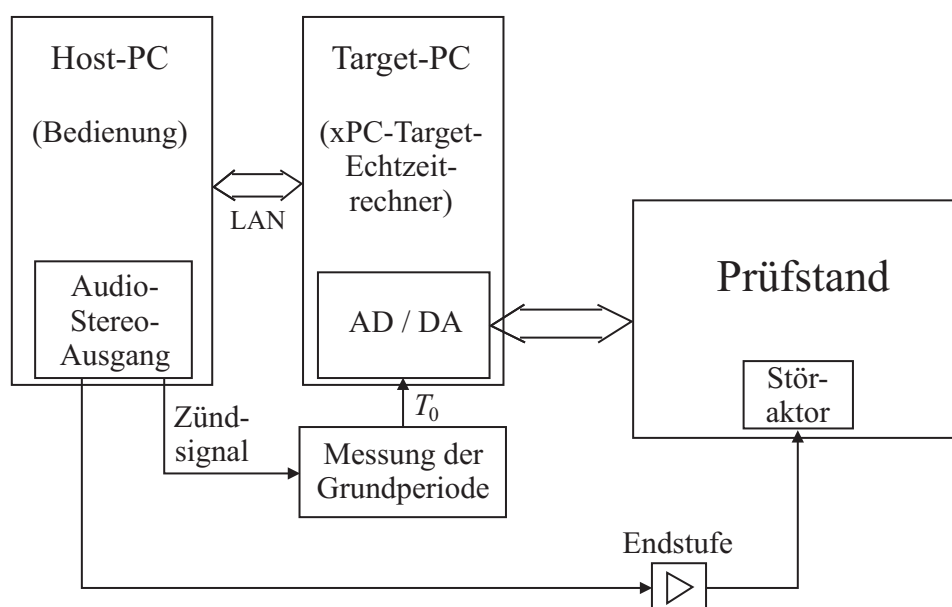 Host-PC
(Bedienung)
Audio-
Stereo-
Ausgang
LAN
Target-PC
(xPC-Target-
Echtzeit-
rechner)
AD / DA
Prüfstand
Stör-
aktor
Zünd-
signal
T0
Messung der
Grundperiode
Endstufe